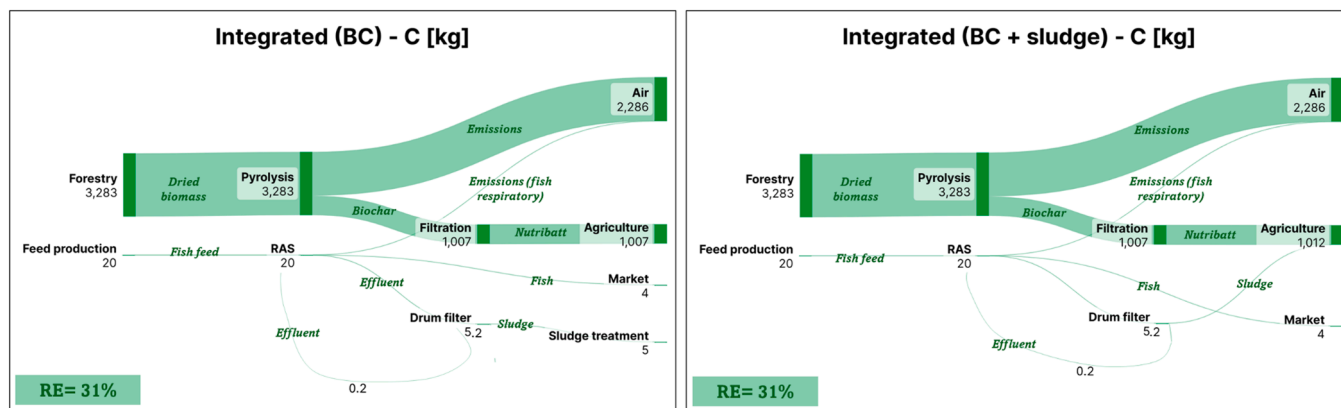 Integrated (BC) - C [kg]
Air
2,286
Emissions
Forestry
3,283
Dried
biomass
Pyrolysis
3,283
Emissions (fish
respiratory)
Biochar
Filtration
1,007
Nutribatt
Agriculture
1,007
Feed production
20
Fish feed
RAS
20
Effluent
Fish
Market
4
Effluent
Drum filter
5.2
Sludge
Sludge treatment
5
0.2
RE= 31%
Integrated (BC + sludge) - C [kg]
Air
2,286
Emissions
Forestry
3,283
Dried
biomass
Pyrolysis
3,283
Emissions (fish
respiratory)
Biochar
Filtration
1,007
Nutribatt
Agriculture
1,012
Feed production
20
Fish feed
RAS
20
Fish
Sludge
Drum filter
5.2
Market
4
Effluent
0.2
RE= 31%